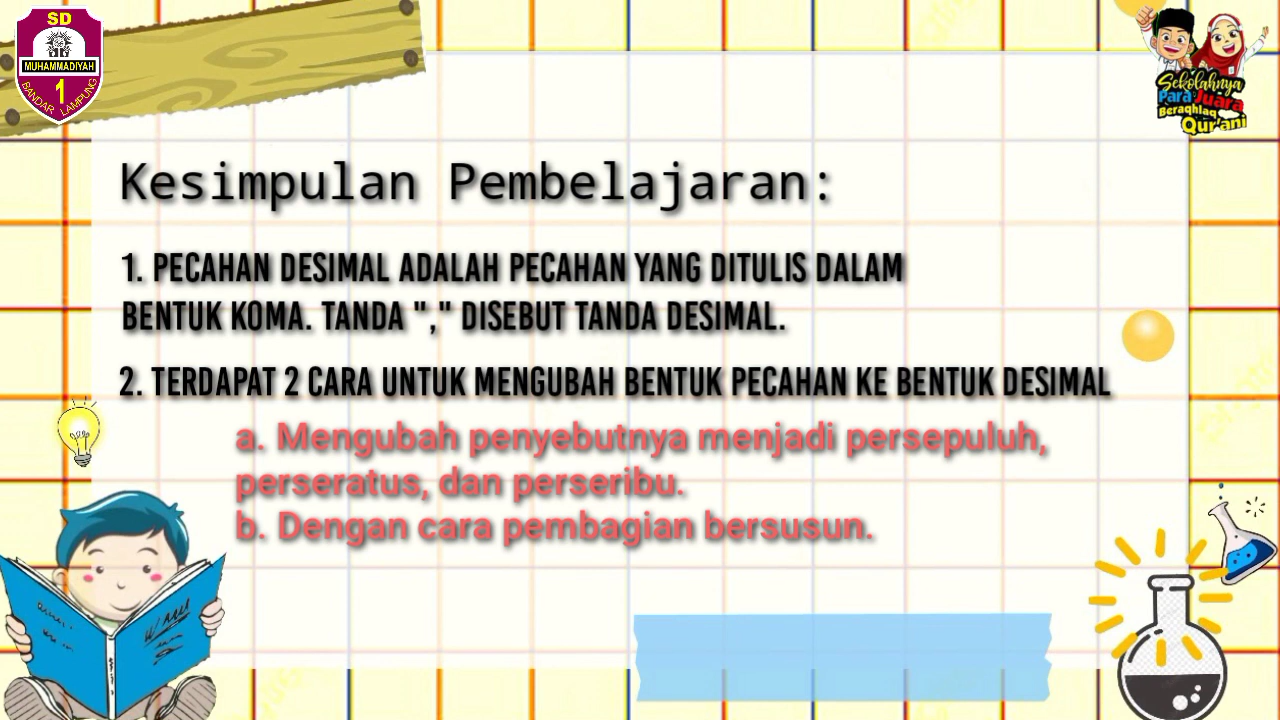 SD
MUHAMMADIYAH
1
BANDAR LAMPUNG
Sekolahnya
Para Juara
Beraqhlaq
Qur'ani
Kesimpulan Pembelajaran:
1. PECAHAN DESIMAL ADALAH PECAHAN YANG DITULIS DALAM
BENTUK KOMA. TANDA "," DISEBUT TANDA DESIMAL.
2. TERDAPAT 2 CARA UNTUK MENGUBAH BENTUK PECAHAN KE BENTUK DESIMAL
a. Mengubah penyebutnya menjadi persepuluh,
perseratus, dan perseribu.
b. Dengan cara pembagian bersusun.